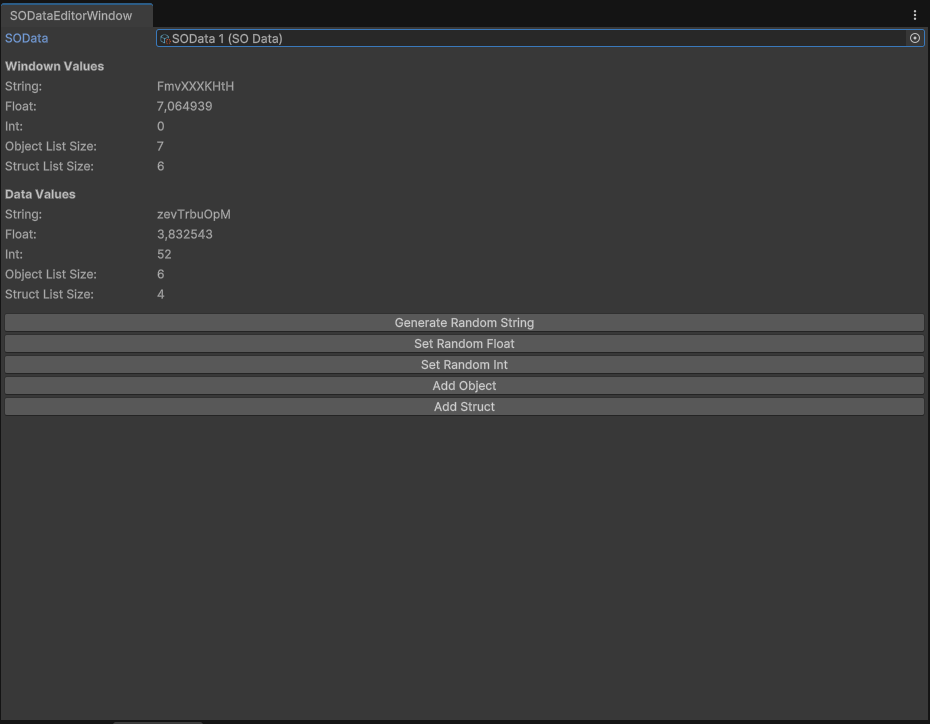 SODataEditorWindow
SOData SOData 1 (SO Data)
Windown Values
String: FmvXXXKHtH
Float: 7,064939
Int: 0
Object List Size: 7
Struct List Size: 6
Data Values
String: zevTrbuOpM
Float: 3,832543
Int: 52
Object List Size: 6
Struct List Size: 4
Generate Random String
Set Random Float
Set Random Int
Add Object
Add Struct